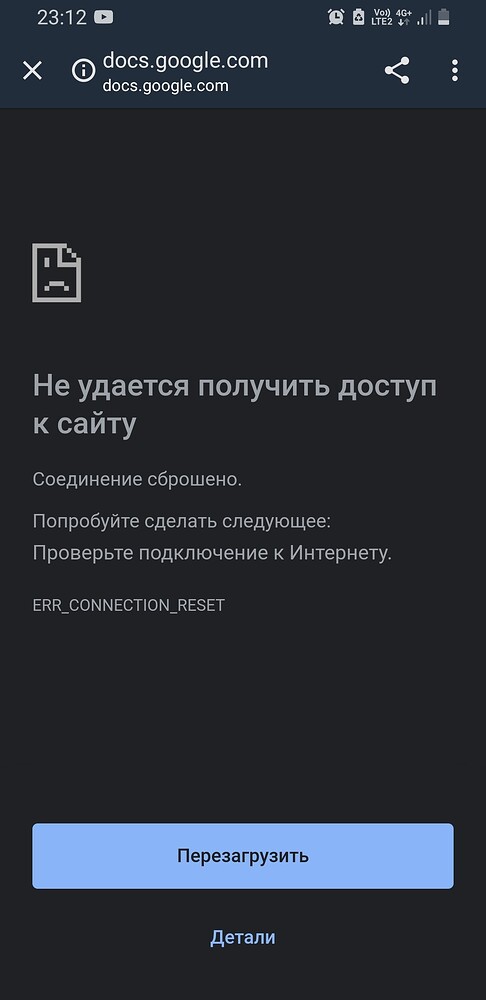 23:12 Vo)) LTE2 4G+
docs.google.com
docs.google.com
Не удается получить доступ
к сайту
Соединение сброшено.
Попробуйте сделать следующее:
Проверьте подключение к Интернету.
ERR_CONNECTION_RESET
Перезагрузить
Детали